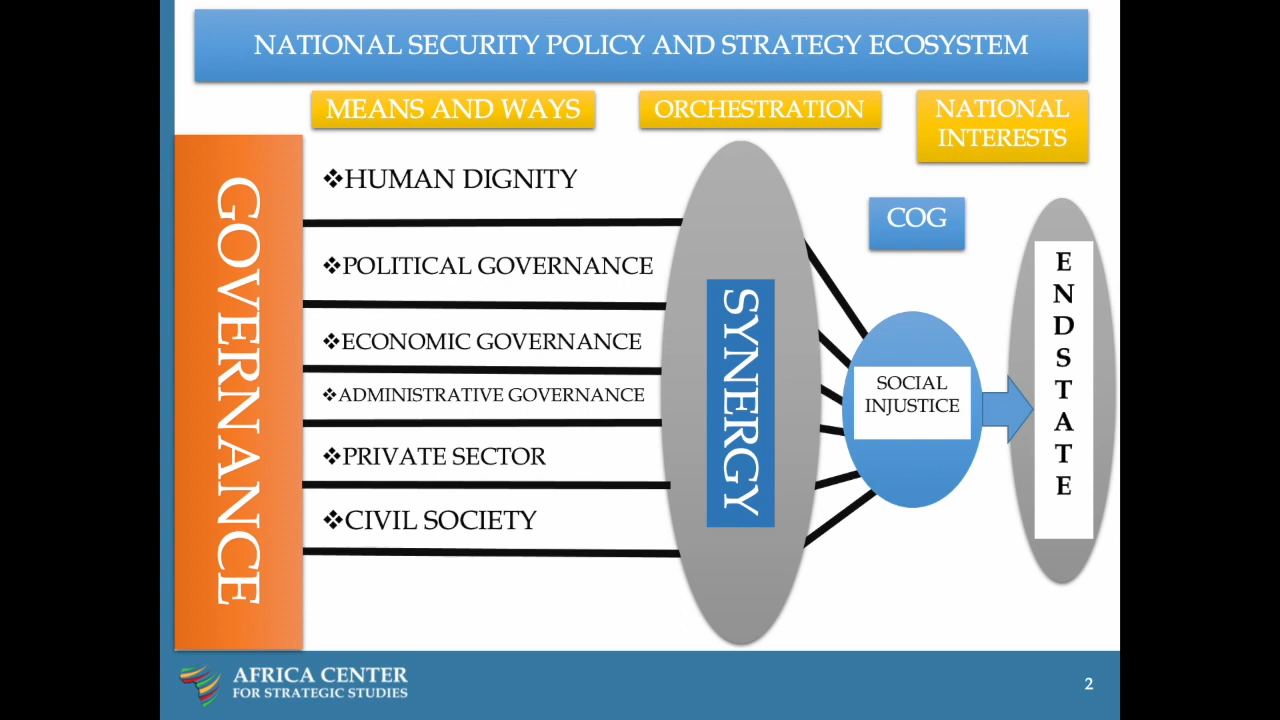 NATIONAL SECURITY POLICY AND STRATEGY ECOSYSTEM
MEANS AND WAYS
ORCHESTRATION
NATIONAL
INTERESTS
GOVERNANCE
❖HUMAN DIGNITY
❖POLITICAL GOVERNANCE
❖ECONOMIC GOVERNANCE
❖ADMINISTRATIVE GOVERNANCE
❖PRIVATE SECTOR
❖CIVIL SOCIETY
SYNERGY
COG
SOCIAL
INJUSTICE
E
N
D
S
T
A
T
E
AFRICA CENTER
FOR STRATEGIC STUDIES
2